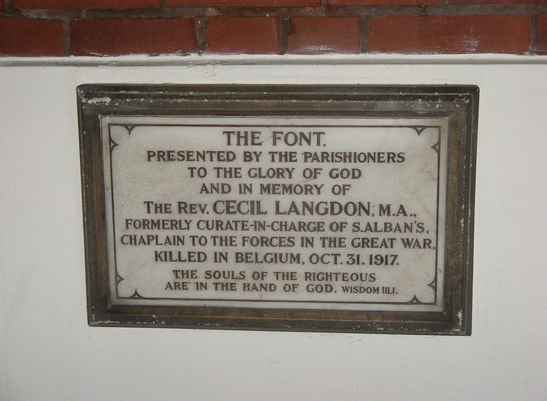 THE FONT.
PRESENTED BY THE PARISHIONERS
TO THE GLORY OF GOD
AND IN MEMORY OF
THE REV. CECIL LANGDON, M.A.,
FORMERLY CURATE-IN-CHARGE OF S.ALBAN'S,
CHAPLAIN TO THE FORCES IN THE GREAT WAR.
KILLED IN BELGIUM, OCT. 31. 1917.
THE SOULS OF THE RIGHTEOUS
ARE IN THE HAND OF GOD. WISDOM III.I.